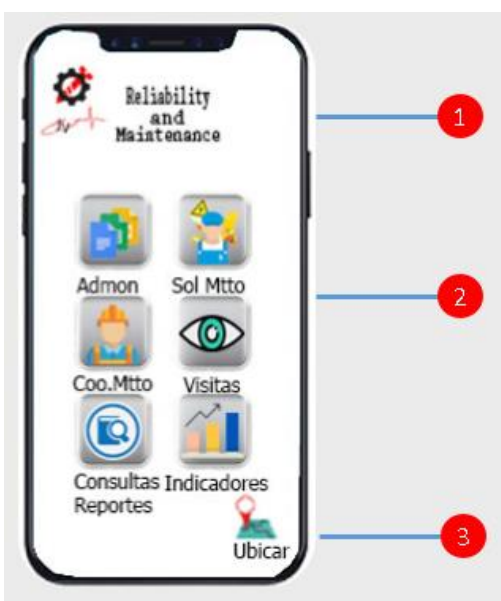 Reliability
and
Maintenance
1
Admon
Sol Mtto
2
Coo.Mtto
Visitas
Consultas
Reportes
Indicadores
Ubicar
3